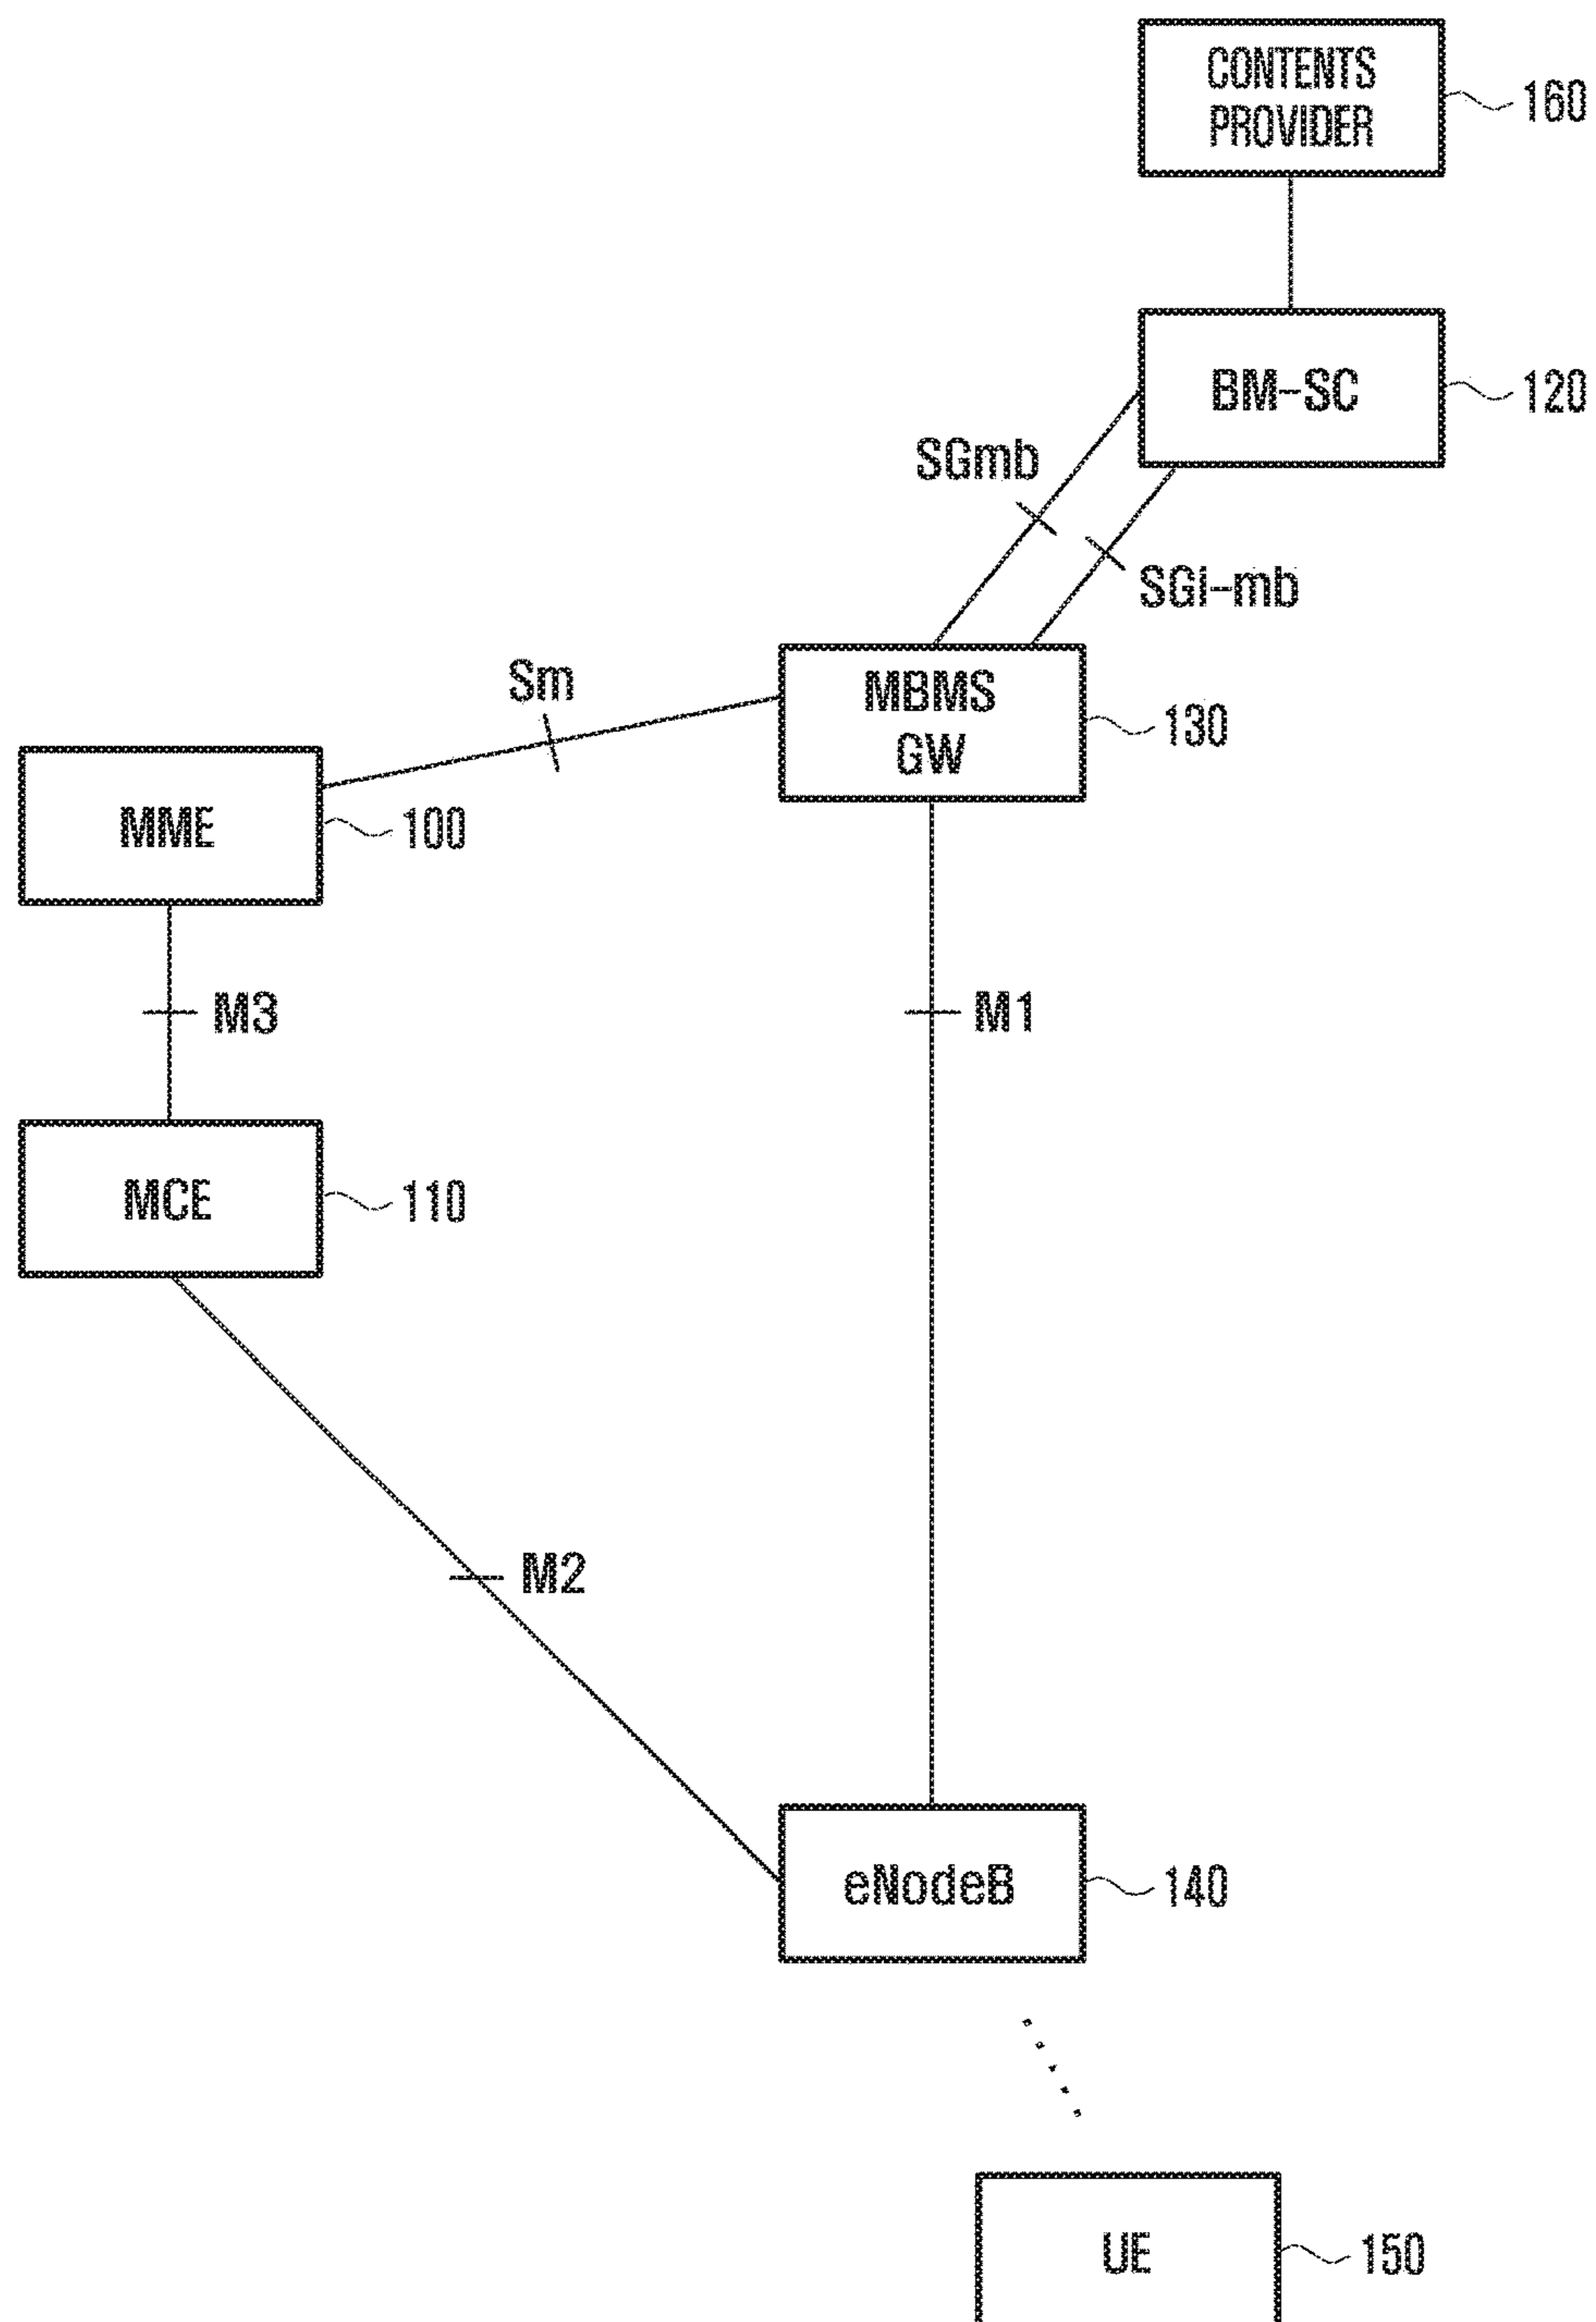 CONTENTS
PROVIDER
160
BM-SC
120
SGmb
SGi-mb
Sm
MBMS
GW
130
MME
100
M3
M1
MCE
110
M2
eNodeB
140
UE
150